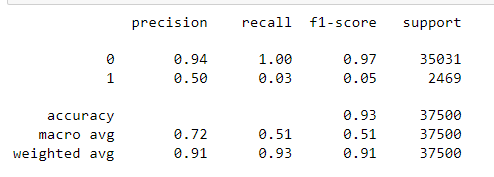 precision recall f1-score support
0 0.94 1.00 0.97 35031
1 0.50 0.03 0.05 2469
accuracy 0.93 37500
macro avg 0.72 0.51 0.51 37500
weighted avg 0.91 0.93 0.91 37500